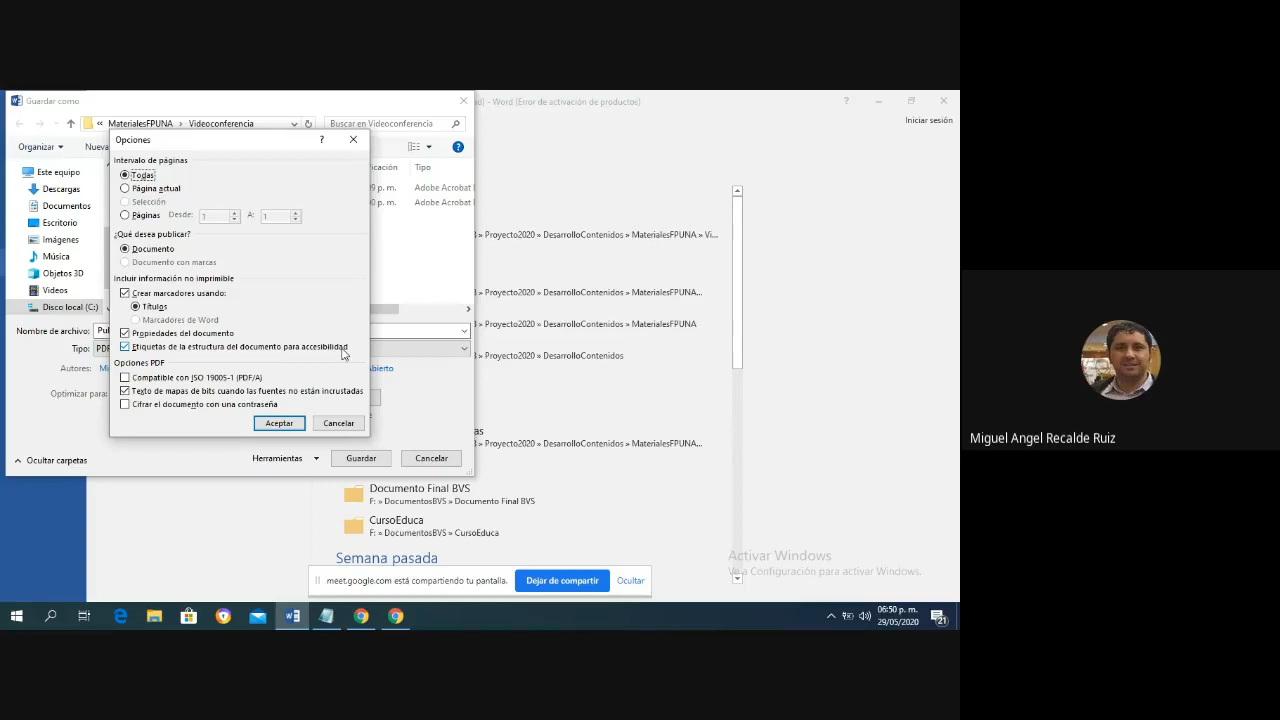 Guardar como
nd) - Word (Error de activación de productos)
?
Iniciar sesión
« MaterialesFPUNA > Videoconferencia
Buscar en Videoconferencia
Organizar
Nueva
Opciones
?
Intervalo de páginas
Todas
Página actual
Selección
Páginas Desde: 1 A: 1
¿Qué desea publicar?
Documento
Documento con marcas
Incluir información no imprimible
Crear marcadores usando:
Títulos
Marcadores de Word
Propiedades del documento
Etiquetas de la estructura del documento para accesibilidad
Opciones PDF
Compatible con ISO 19005-1 (PDF/A)
Texto de mapas de bits cuando las fuentes no están incrustadas
Cifrar el documento con una contraseña
Aceptar
Cancelar
Este equipo
Descargas
Documentos
Escritorio
Imágenes
Música
Objetos 3D
Videos
Disco local (C:)
ficación
Tipo
9 p. m.
Adobe Acrobat
0 p. m.
Adobe Acrobat
Nombre de archivo:
Tipo: PDF
Autores:
Optimizar para:
Ocultar carpetas
Herramientas
Guardar
Cancelar
» Proyecto2020 » DesarrolloContenidos » MaterialesFPUNA » Vi...
» Proyecto2020 » DesarrolloContenidos » MaterialesFPUNA...
» Proyecto2020 » DesarrolloContenidos » MaterialesFPUNA
» Proyecto2020 » DesarrolloContenidos
» Proyecto2020 » DesarrolloContenidos » MaterialesFPUNA...
Documento Final BVS
F: » DocumentosBVS » Documento Final BVS
CursoEduca
F: » DocumentosBVS » CursoEduca
Semana pasada
Activar Windows
Ve a Configuración para activar Windows.
meet.google.com está compartiendo tu pantalla.
Dejar de compartir
Ocultar
06:50 p. m.
29/05/2020
21
Miguel Angel Recalde Ruiz